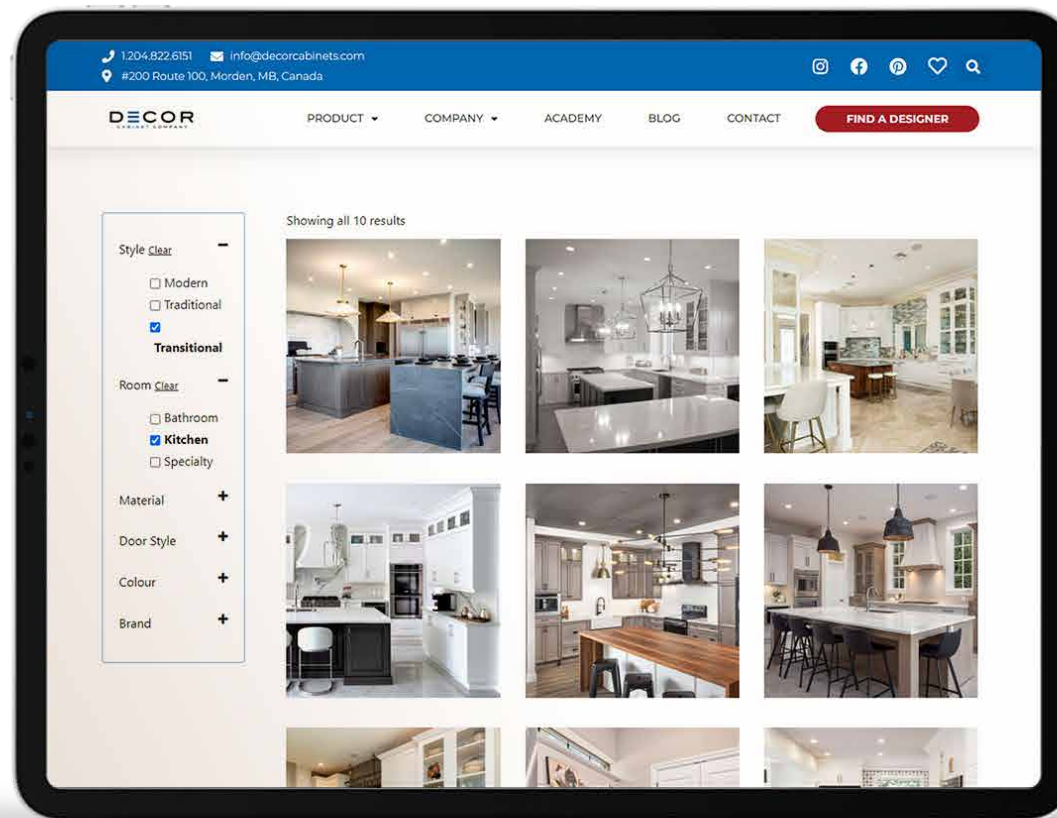 1.204.822.6151 info@decorcabinets.com
#200 Route 100, Morden, MB, Canada
DECOR
CABINET COMPANY
PRODUCT COMPANY ACADEMY BLOG CONTACT FIND A DESIGNER
Showing all 10 results
Style Clear
Modern
Traditional
Transitional
Room Clear
Bathroom
Kitchen
Specialty
Material
Door Style
Colour
Brand